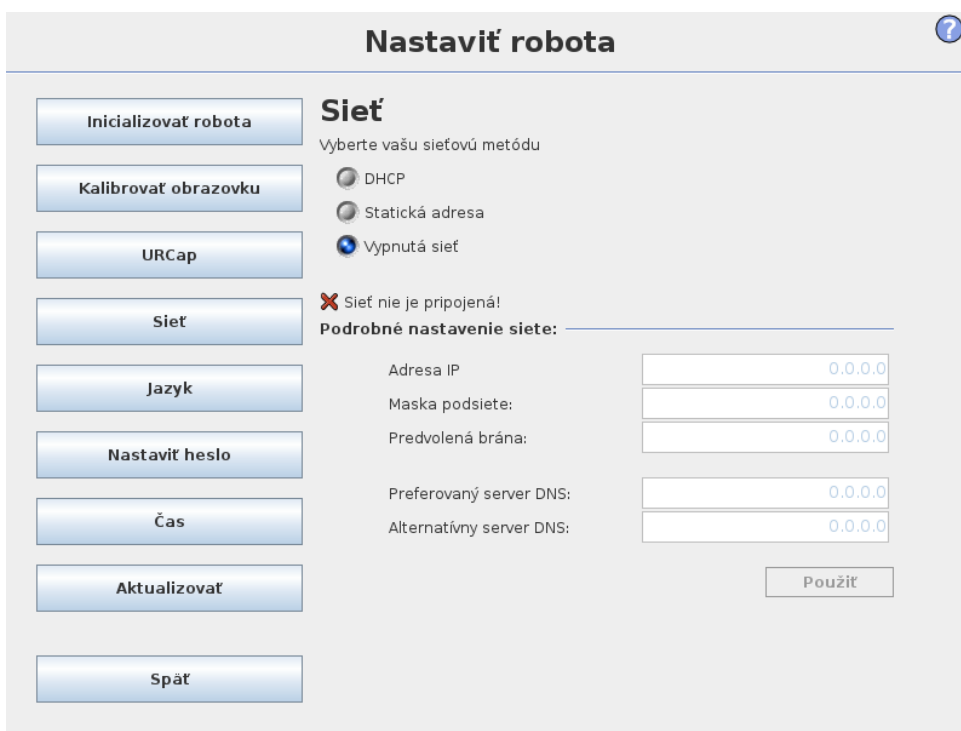 Nastaviť robota
?
Inicializovať robota
Kalibrovať obrazovku
URCap
Sieť
Jazyk
Nastaviť heslo
Čas
Aktualizovať
Späť
Sieť
Vyberte vašu sieťovú metódu
DHCP
Statická adresa
Vypnutá sieť
Sieť nie je pripojená!
Podrobné nastavenie siete:
Adresa IP 0.0.0.0
Maska podsiete: 0.0.0.0
Predvolená brána: 0.0.0.0
Preferovaný server DNS: 0.0.0.0
Alternatívny server DNS: 0.0.0.0
Použiť